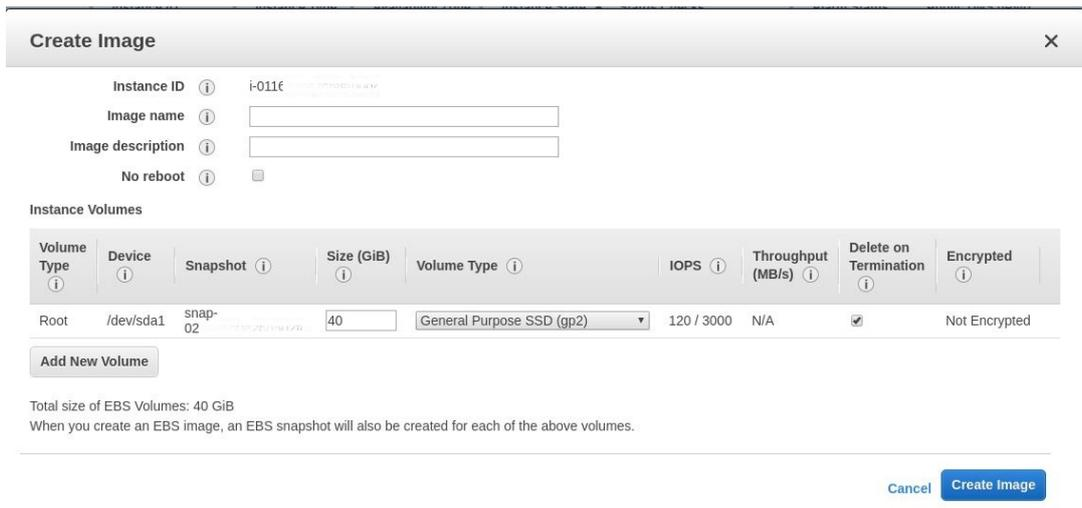 Create Image
Instance ID i-0116
Image name
Image description
No reboot
Instance Volumes
Volume Type Device Snapshot Size (GiB) Volume Type IOPS Throughput (MB/s) Delete on Termination Encrypted
Root /dev/sda1 snap-02 40 General Purpose SSD (gp2) 120 / 3000 N/A Not Encrypted
Add New Volume
Total size of EBS Volumes: 40 GiB
When you create an EBS image, an EBS snapshot will also be created for each of the above volumes.
Cancel Create Image